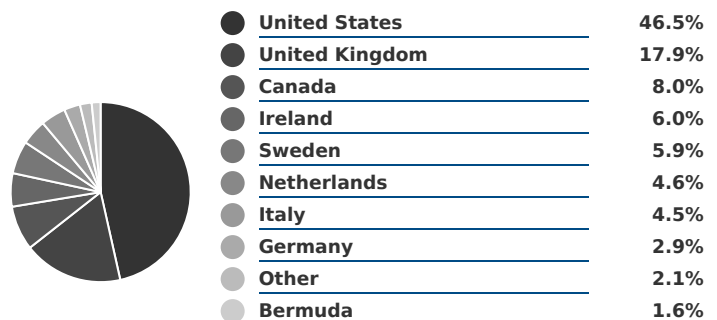 United States 46.5%
United Kingdom 17.9%
Canada 8.0%
Ireland 6.0%
Sweden 5.9%
Netherlands 4.6%
Italy 4.5%
Germany 2.9%
Other 2.1%
Bermuda 1.6%